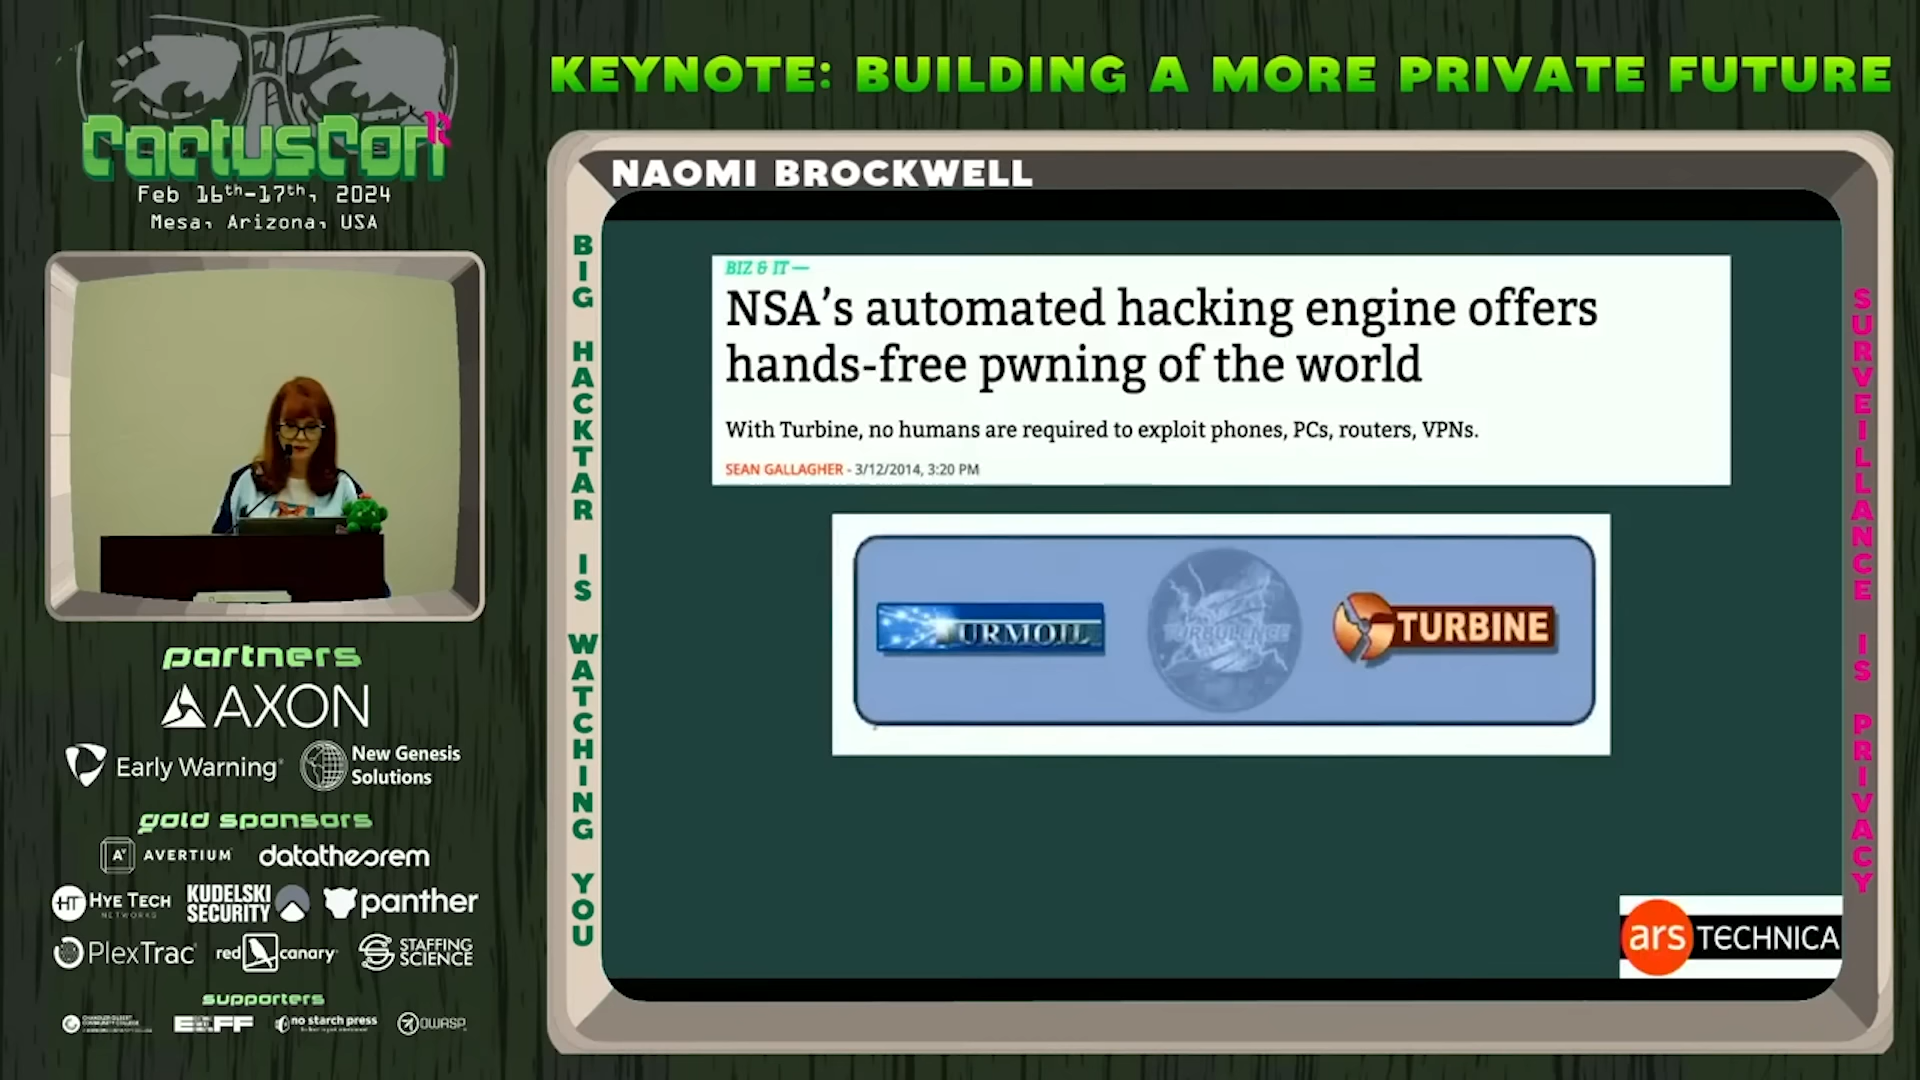 CactusCon 12
Feb 16th-17th, 2024
Mesa, Arizona, USA
KEYNOTE: BUILDING A MORE PRIVATE FUTURE
NAOMI BROCKWELL
BIG HACKTAR IS WATCHING YOU
BIZ & IT —
NSA’s automated hacking engine offers
hands-free pwning of the world
With Turbine, no humans are required to exploit phones, PCs, routers, VPNs.
SEAN GALLAGHER - 3/12/2014, 3:20 PM
TURMOIL
TURBULENCE
TURBINE
ars TECHNICA
SURVEILLANCE IS PRIVACY
partners
AXON
Early Warning
New Genesis
Solutions
gold sponsors
AVERTIUM
datatheorem
HT HYE TECH
NETWORKS
KUDELSKI
SECURITY
panther
PlexTrac
red canary
STAFFING
SCIENCE
supporters
EFF
no starch press
OWASP